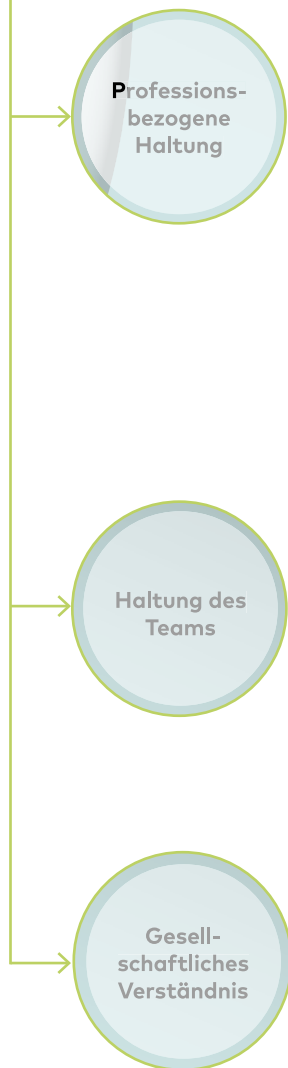 Professions-
bezogene
Haltung
Haltung des
Teams
Gesell-
schaftliches
Verständnis